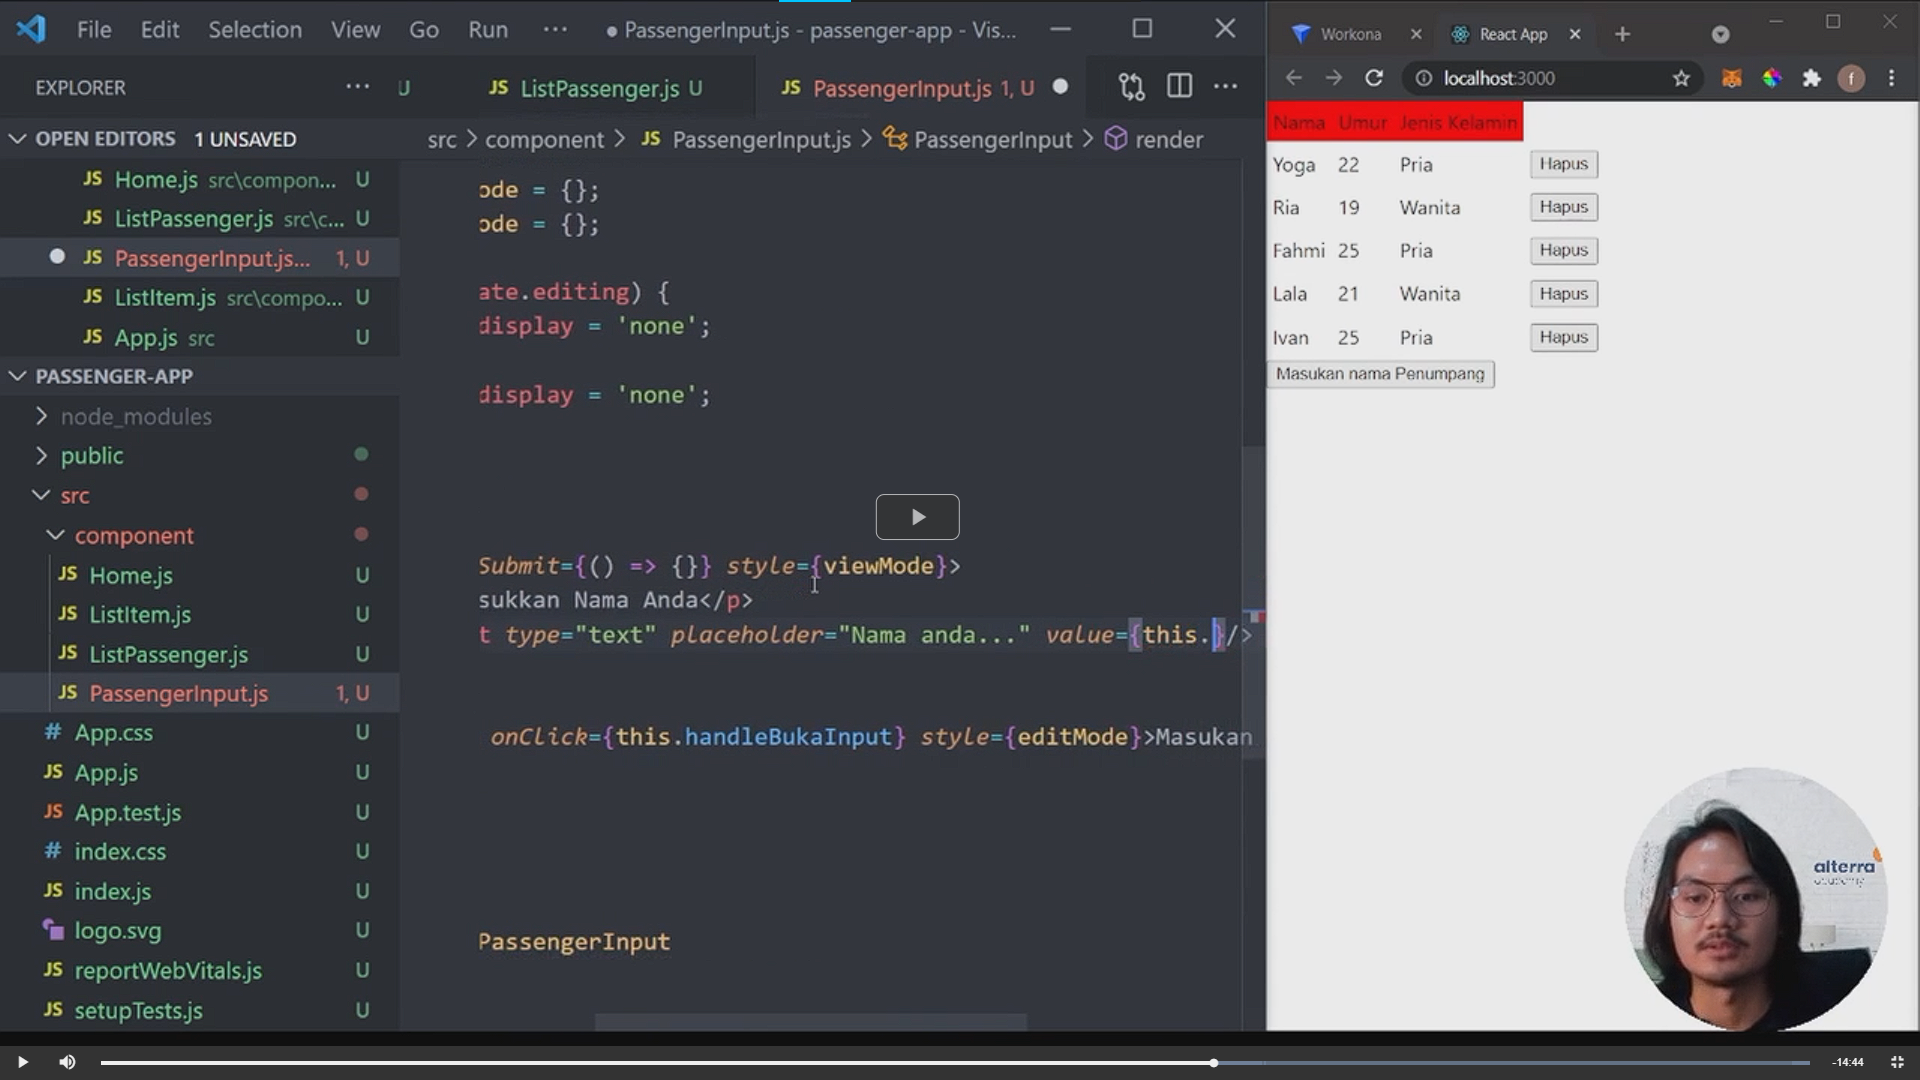 File Edit Selection View Go Run ··· ● PassengerInput.js - passenger-app - Vis...
EXPLORER ···
U JS ListPassenger.js U JS PassengerInput.js 1, U
OPEN EDITORS 1 UNSAVED
src > component > JS PassengerInput.js > PassengerInput > render
JS Home.js src\compon... U
JS ListPassenger.js src\c... U
JS PassengerInput.js... 1, U
JS ListItem.js src\compo... U
JS App.js src U
PASSENGER-APP
node_modules
public
src
component
JS Home.js U
JS ListItem.js U
JS ListPassenger.js U
JS PassengerInput.js 1, U
# App.css U
JS App.js U
JS App.test.js U
# index.css U
JS index.js U
logo.svg U
JS reportWebVitals.js U
JS setupTests.js U
ode = {};
ode = {};
ate.editing) {
display = 'none';
display = 'none';
Submit={() => {}} style={viewMode}>
sukkan Nama Anda</p>
t type="text" placeholder="Nama anda..." value={this.}/>
onClick={this.handleBukaInput} style={editMode}>Masukan
PassengerInput
Workona React App
localhost:3000 f
Nama Umur Jenis Kelamin
Yoga 22 Pria Hapus
Ria 19 Wanita Hapus
Fahmi 25 Pria Hapus
Lala 21 Wanita Hapus
Ivan 25 Pria Hapus
Masukan nama Penumpang
alterra
academy
-14:44